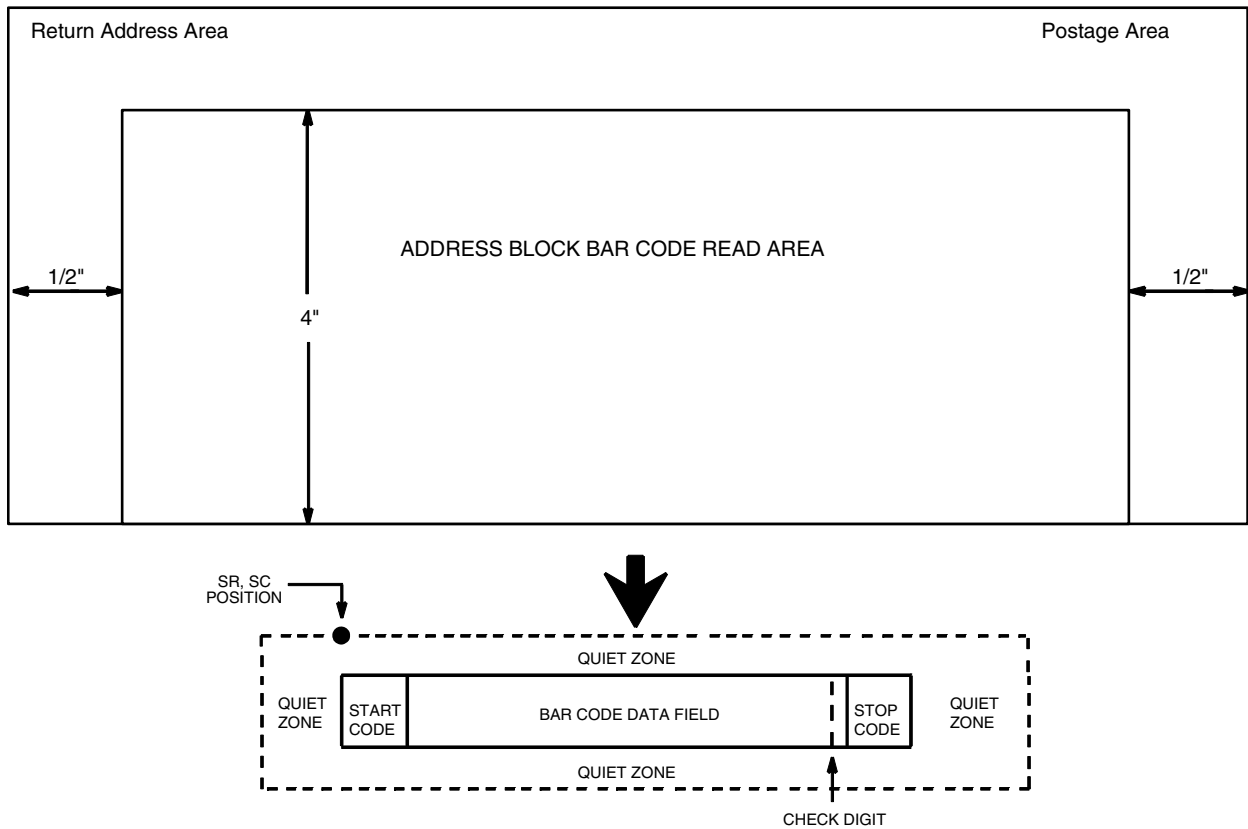 Return Address Area
Postage Area
ADDRESS BLOCK BAR CODE READ AREA
1/2"
1/2"
4"
SR, SC
POSITION
QUIET ZONE
QUIET
ZONE
START
CODE
BAR CODE DATA FIELD
STOP
CODE
QUIET
ZONE
QUIET ZONE
CHECK DIGIT